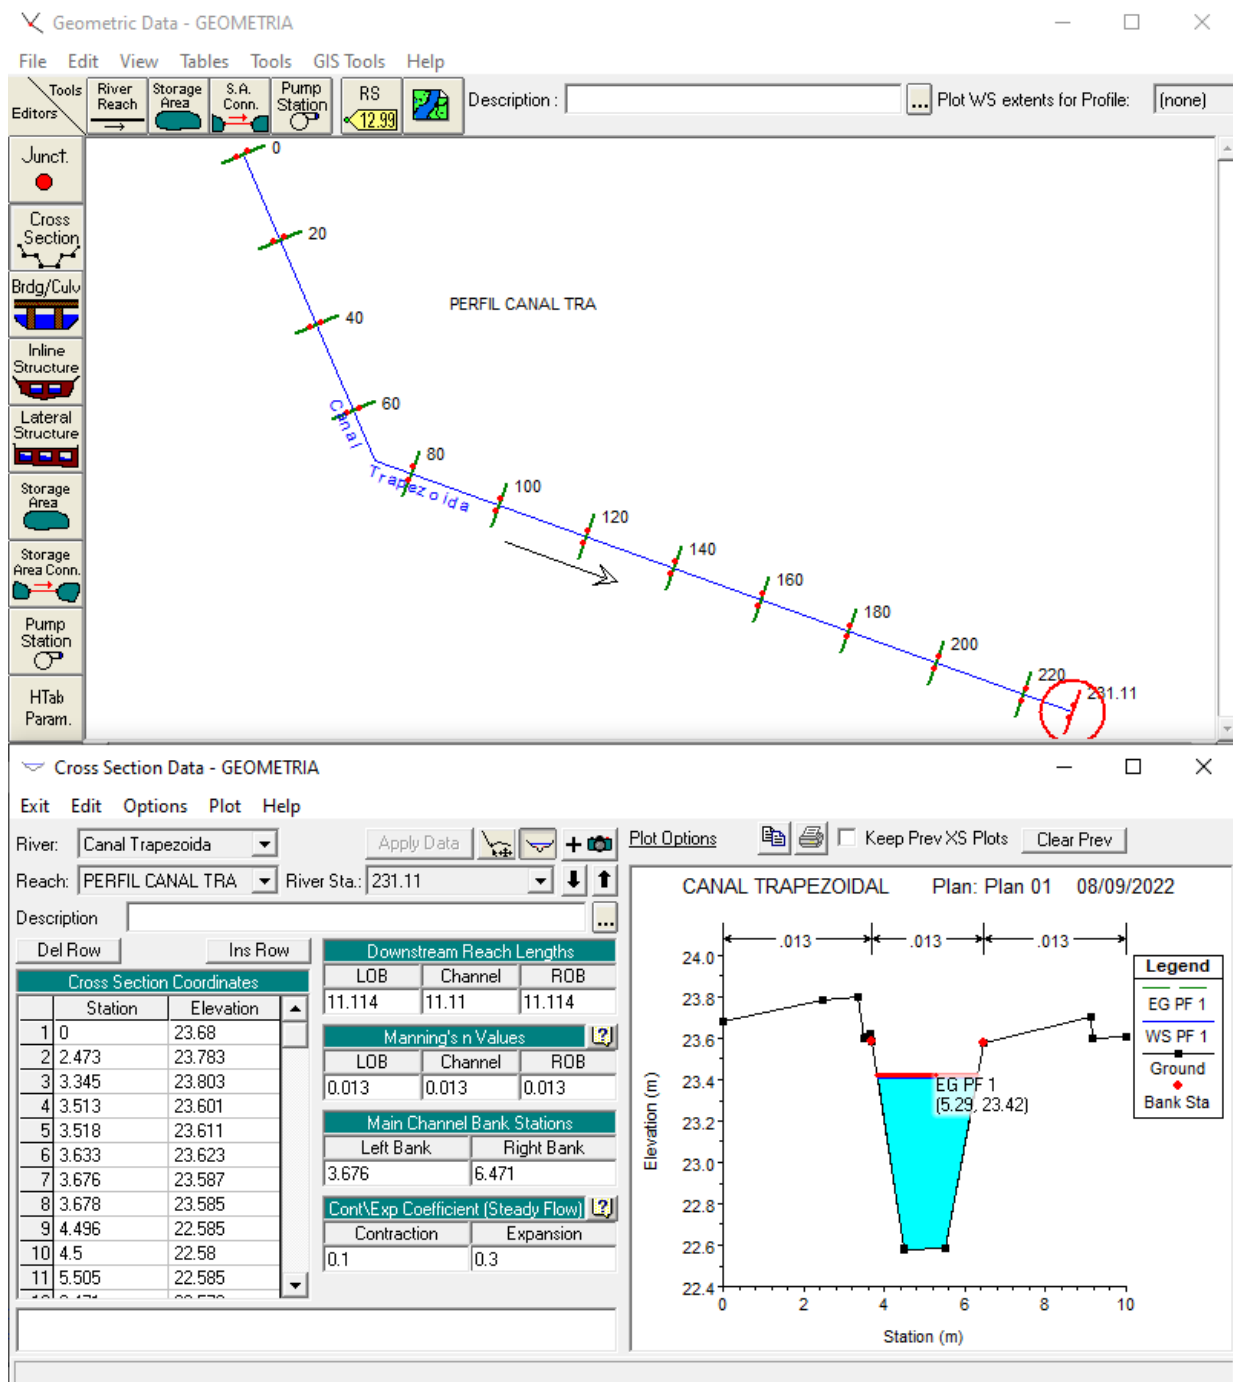 Geometric Data - GEOMETRIA
File Edit View Tables Tools GIS Tools Help
Tools
Editors
River
Reach
Storage
Area
S.A.
Conn.
Pump
Station
RS
12.99
Description :
...
Plot WS extents for Profile:
(none)
Junct.
Cross
Section
Brdg/Culv
Inline
Structure
Lateral
Structure
Storage
Area
Storage
Area Conn.
Pump
Station
HTab
Param.
0
20
40
PERFIL CANAL TRA
60
Canal
80
Trapezoida
100
120
140
160
180
200
220
231.11
Cross Section Data - GEOMETRIA
Exit Edit Options Plot Help
River: Canal Trapezoida
Apply Data
Reach: PERFIL CANAL TRA River Sta.: 231.11
Description ...
Del Row Ins Row
Cross Section Coordinates
Station Elevation
1 0 23.68
2 2.473 23.783
3 3.345 23.803
4 3.513 23.601
5 3.518 23.611
6 3.633 23.623
7 3.676 23.587
8 3.678 23.585
9 4.496 22.585
10 4.5 22.58
11 5.505 22.585
Downstream Reach Lengths
LOB Channel ROB
11.114 11.11 11.114
Manning's n Values
LOB Channel ROB
0.013 0.013 0.013
Main Channel Bank Stations
Left Bank Right Bank
3.676 6.471
Cont\Exp Coefficient (Steady Flow)
Contraction Expansion
0.1 0.3
Plot Options
Keep Prev XS Plots
Clear Prev
CANAL TRAPEZOIDAL Plan: Plan 01 08/09/2022
.013 .013 .013
24.0
23.8
23.6
23.4
23.2
23.0
22.8
22.6
22.4
Elevation (m)
EG PF 1
(5.29, 23.42)
0 2 4 6 8 10
Station (m)
Legend
EG PF 1
WS PF 1
Ground
Bank Sta